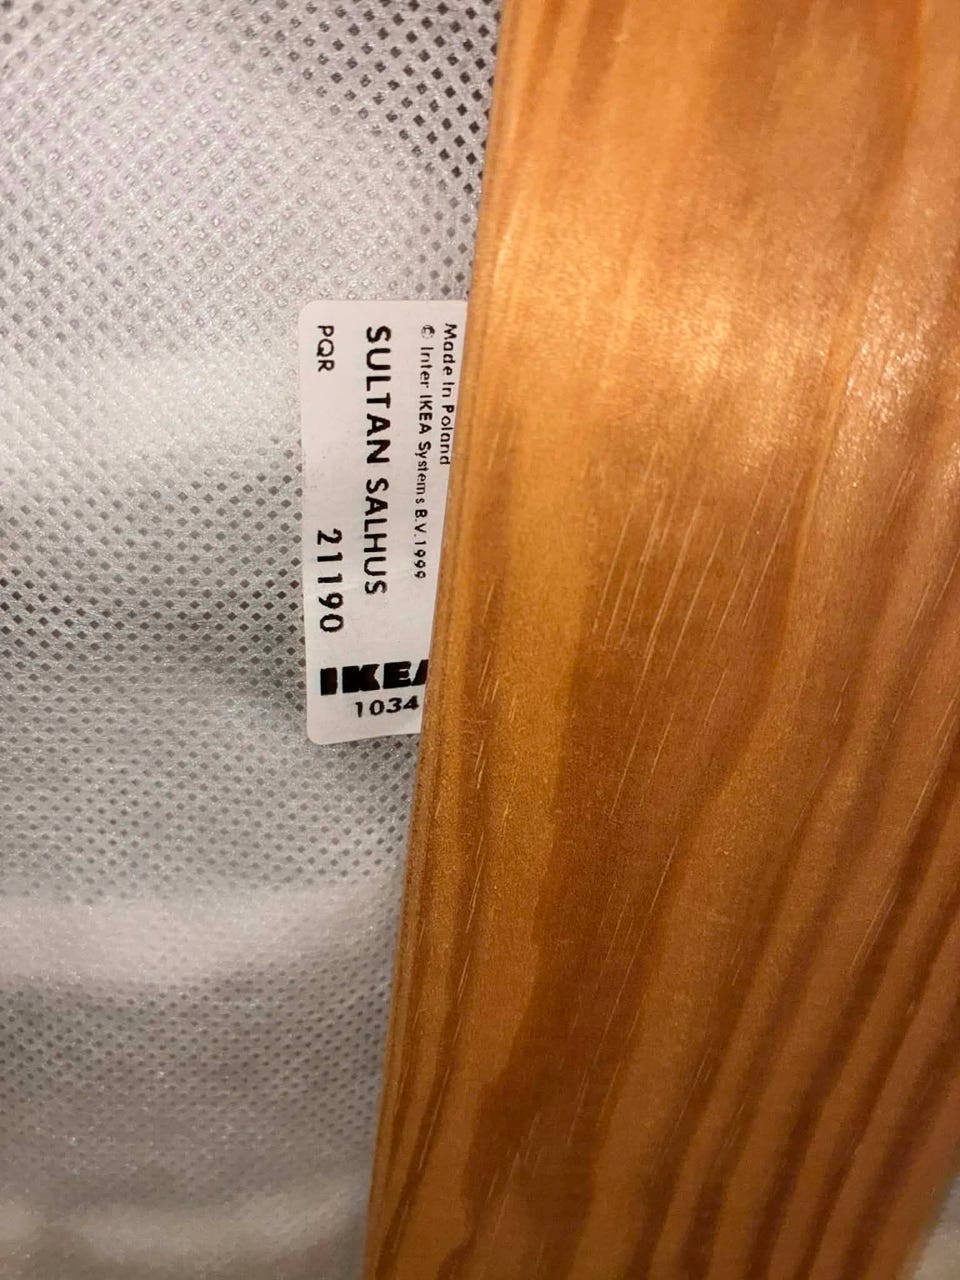 Made in Poland
© Inter IKEA Systems B.V. 1999
SULTAN SALHUS
PQR 21190
IKEA
1034